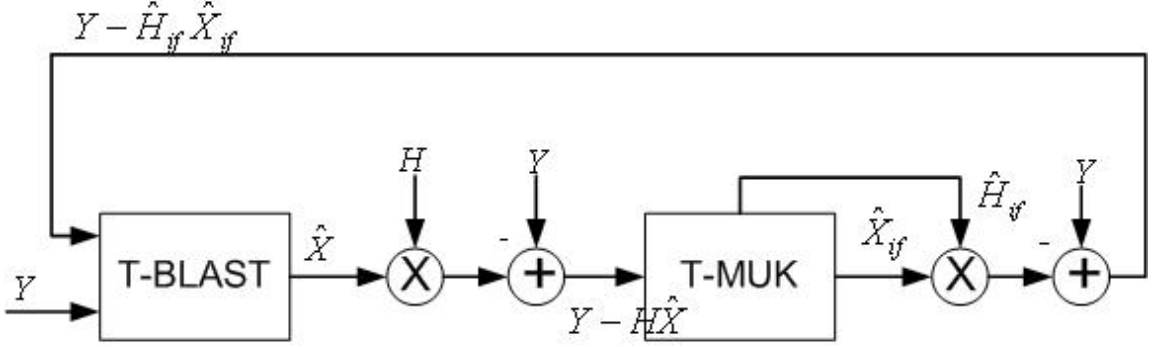 Y − Ĥ_if X̂_if
H
Y
Y
Ĥ_if
X̂
X̂_if
-
-
T-BLAST
X
+
T-MUK
X
+
Y
Y − HX̂